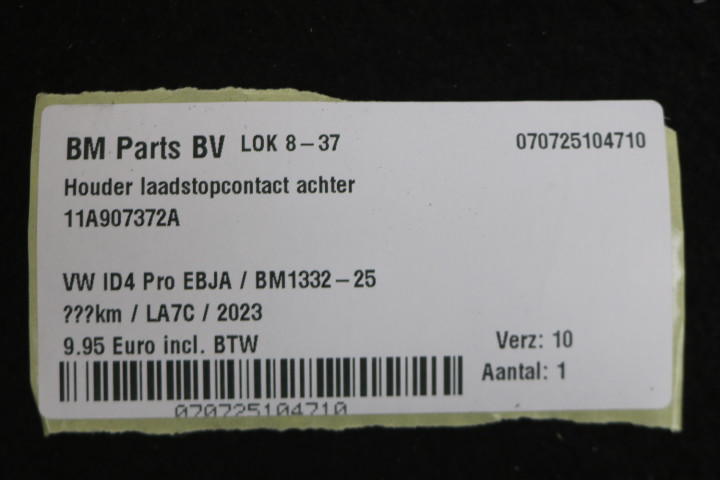 BM Parts BV LOK 8-37 070725104710
Houder laadstopcontact achter
11A907372A
VW ID4 Pro EBJA / BM1332-25
???km / LA7C / 2023
9.95 Euro incl. BTW Verz: 10
Aantal: 1
070725104710